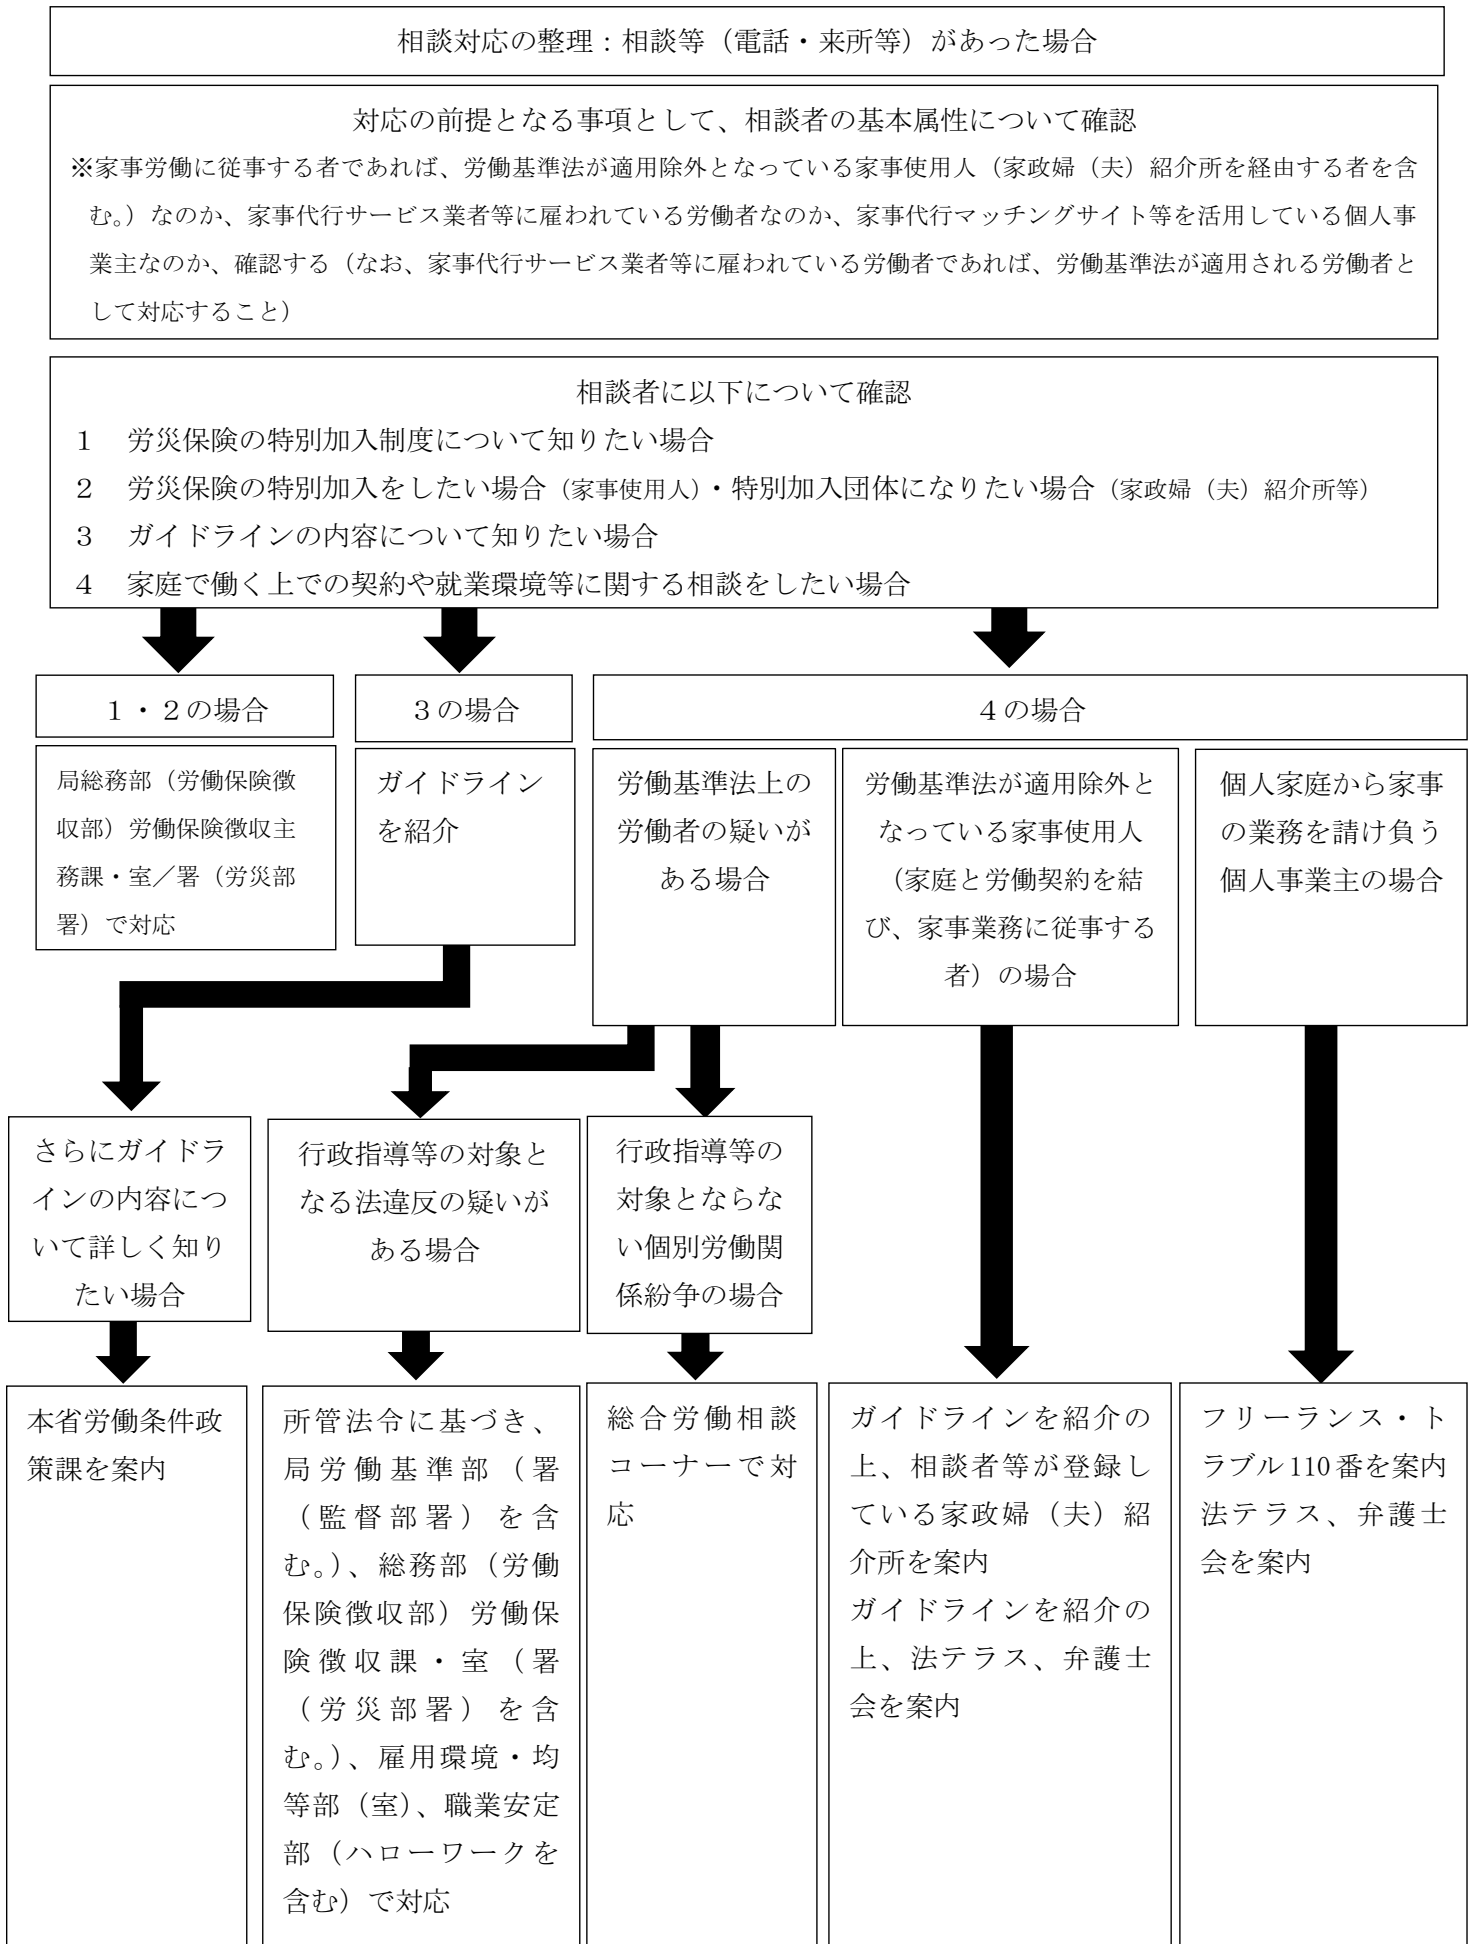 相談対応の整理：相談等（電話・来所等）があった場合
対応の前提となる事項として、相談者の基本属性について確認
※家事労働に従事する者であれば、労働基準法が適用除外となっている家事使用人（家政婦（夫）紹介所を経由する者を含
む。）なのか、家事代行サービス業者等に雇われている労働者なのか、家事代行マッチングサイト等を活用している個人事
業主なのか、確認する（なお、家事代行サービス業者等に雇われている労働者であれば、労働基準法が適用される労働者と
して対応すること）
相談者に以下について確認
１　労災保険の特別加入制度について知りたい場合
２　労災保険の特別加入をしたい場合（家事使用人）・特別加入団体になりたい場合（家政婦（夫）紹介所等）
３　ガイドラインの内容について知りたい場合
４　家庭で働く上での契約や就業環境等に関する相談をしたい場合
１・２の場合
局総務部（労働保険徴
収部）労働保険徴収主
務課・室／署（労災部
署）で対応
３の場合
ガイドライン
を紹介
４の場合
労働基準法上の
労働者の疑いが
ある場合
労働基準法が適用除外と
なっている家事使用人
（家庭と労働契約を結
び、家事業務に従事する
者）の場合
個人家庭から家事
の業務を請け負う
個人事業主の場合
さらにガイドラ
インの内容につ
いて詳しく知り
たい場合
行政指導等の対象と
なる法違反の疑いが
ある場合
行政指導等の
対象とならな
い個別労働関
係紛争の場合
本省労働条件政
策課を案内
所管法令に基づき、
局労働基準部（署
（監督部署）を含
む。）、総務部（労働
保険徴収部）労働保
険徴収課・室（署
（労災部署）を含
む。）、雇用環境・均
等部（室）、職業安定
部（ハローワークを
含む）で対応
総合労働相談
コーナーで対
応
ガイドラインを紹介の
上、相談者等が登録し
ている家政婦（夫）紹
介所を案内
ガイドラインを紹介の
上、法テラス、弁護士
会を案内
フリーランス・ト
ラブル110番を案内
法テラス、弁護士
会を案内